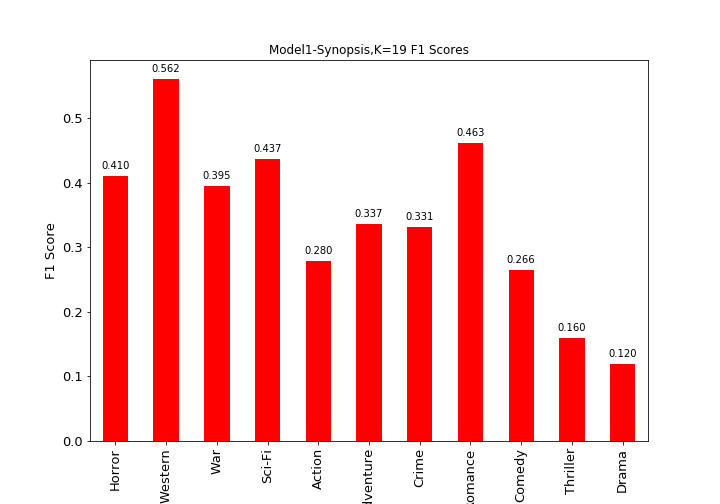 Model1-Synopsis,K=19 F1 Scores
F1 Score
0.5
0.4
0.3
0.2
0.1
0.0
0.410
0.562
0.395
0.437
0.280
0.337
0.331
0.463
0.266
0.160
0.120
Horror
Western
War
Sci-Fi
Action
lventure
Crime
omance
Comedy
Thriller
Drama